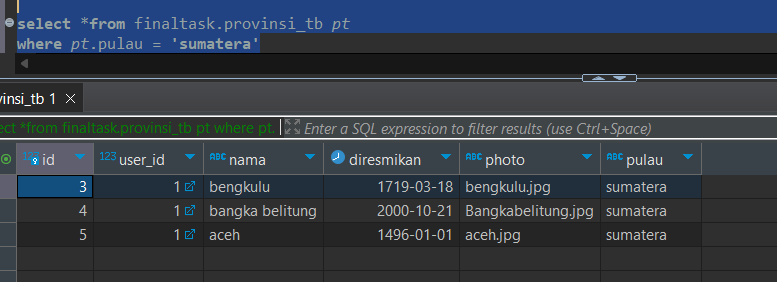 select *from finaltask.provinsi_tb pt
where pt.pulau = 'sumatera'
vinsi_tb 1
ect *from finaltask.provinsi_tb pt where pt.
Enter a SQL expression to filter results (use Ctrl+Space)
id 123 user_id ABC nama diresmikan ABC photo ABC pulau
3 1 bengkulu 1719-03-18 bengkulu.jpg sumatera
4 1 bangka belitung 2000-10-21 Bangkabelitung.jpg sumatera
5 1 aceh 1496-01-01 aceh.jpg sumatera